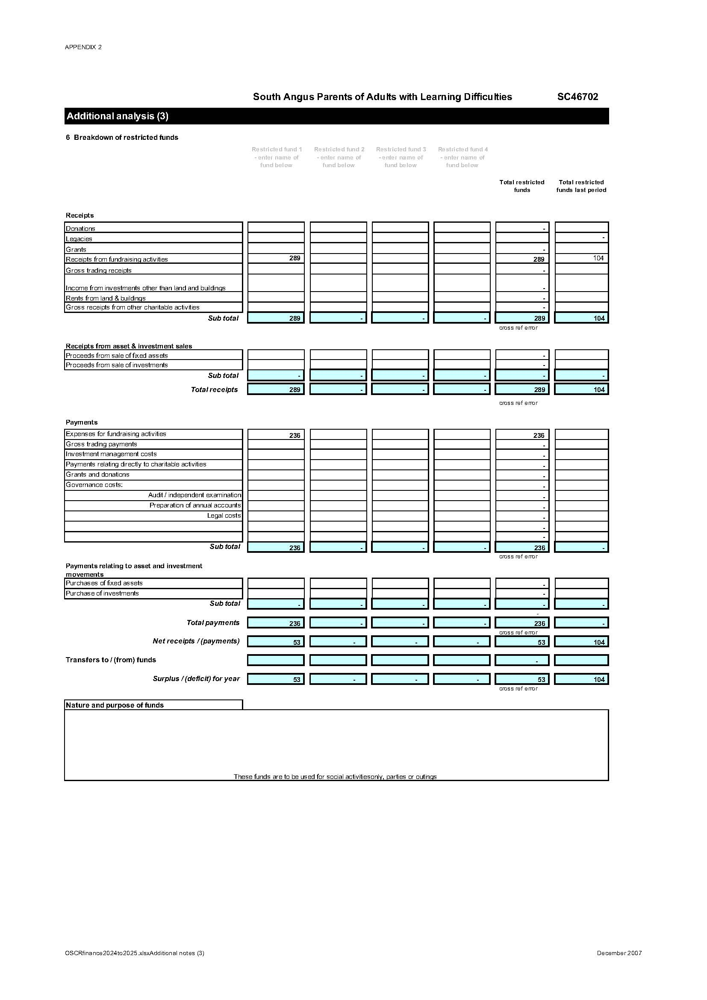 APPENDIX 2
South Angus Parents of Adults with Learning Difficulties SC46702
Additional analysis (3)
6 Breakdown of restricted funds
Restricted fund 1 Restricted fund 2 Restricted fund 3 Restricted fund 4
- enter name of - enter name of - enter name of - enter name of
fund below fund below fund below fund below
Total restricted Total restricted
funds funds last period
Receipts
Donations -
Legacies -
Grants -
Receipts from fundraising activities 289 289 104
Gross trading receipts -
Income from investments other than land and buildings -
Rents from land & buildings -
Gross receipts from other charitable activities -
Sub total 289 - - - 289 104
cross ref error
Receipts from asset & investment sales
Proceeds from sale of fixed assets -
Proceeds from sale of investments -
Sub total - - - - - -
Total receipts 289 - - - 289 104
cross ref error
Payments
Expenses for fundraising activities 236 236
Gross trading payments -
Investment management costs -
Payments relating directly to charitable activities -
Grants and donations -
Governance costs: -
Audit / independent examination -
Preparation of annual accounts -
Legal costs -
-
-
Sub total 236 - - - 236 -
cross ref error
Payments relating to asset and investment
movements
Purchases of fixed assets -
Purchase of investments -
Sub total - - - - - -
-
Total payments 236 - - - 236 -
cross ref error
Net receipts / (payments) 53 - - - 53 104
Transfers to / (from) funds -
Surplus / (deficit) for year 53 - - - 53 104
cross ref error
Nature and purpose of funds
These funds are to be used for social activitiesonly, parties or outings
OSCRfinance2024to2025.xlsxAdditional notes (3) December 2007